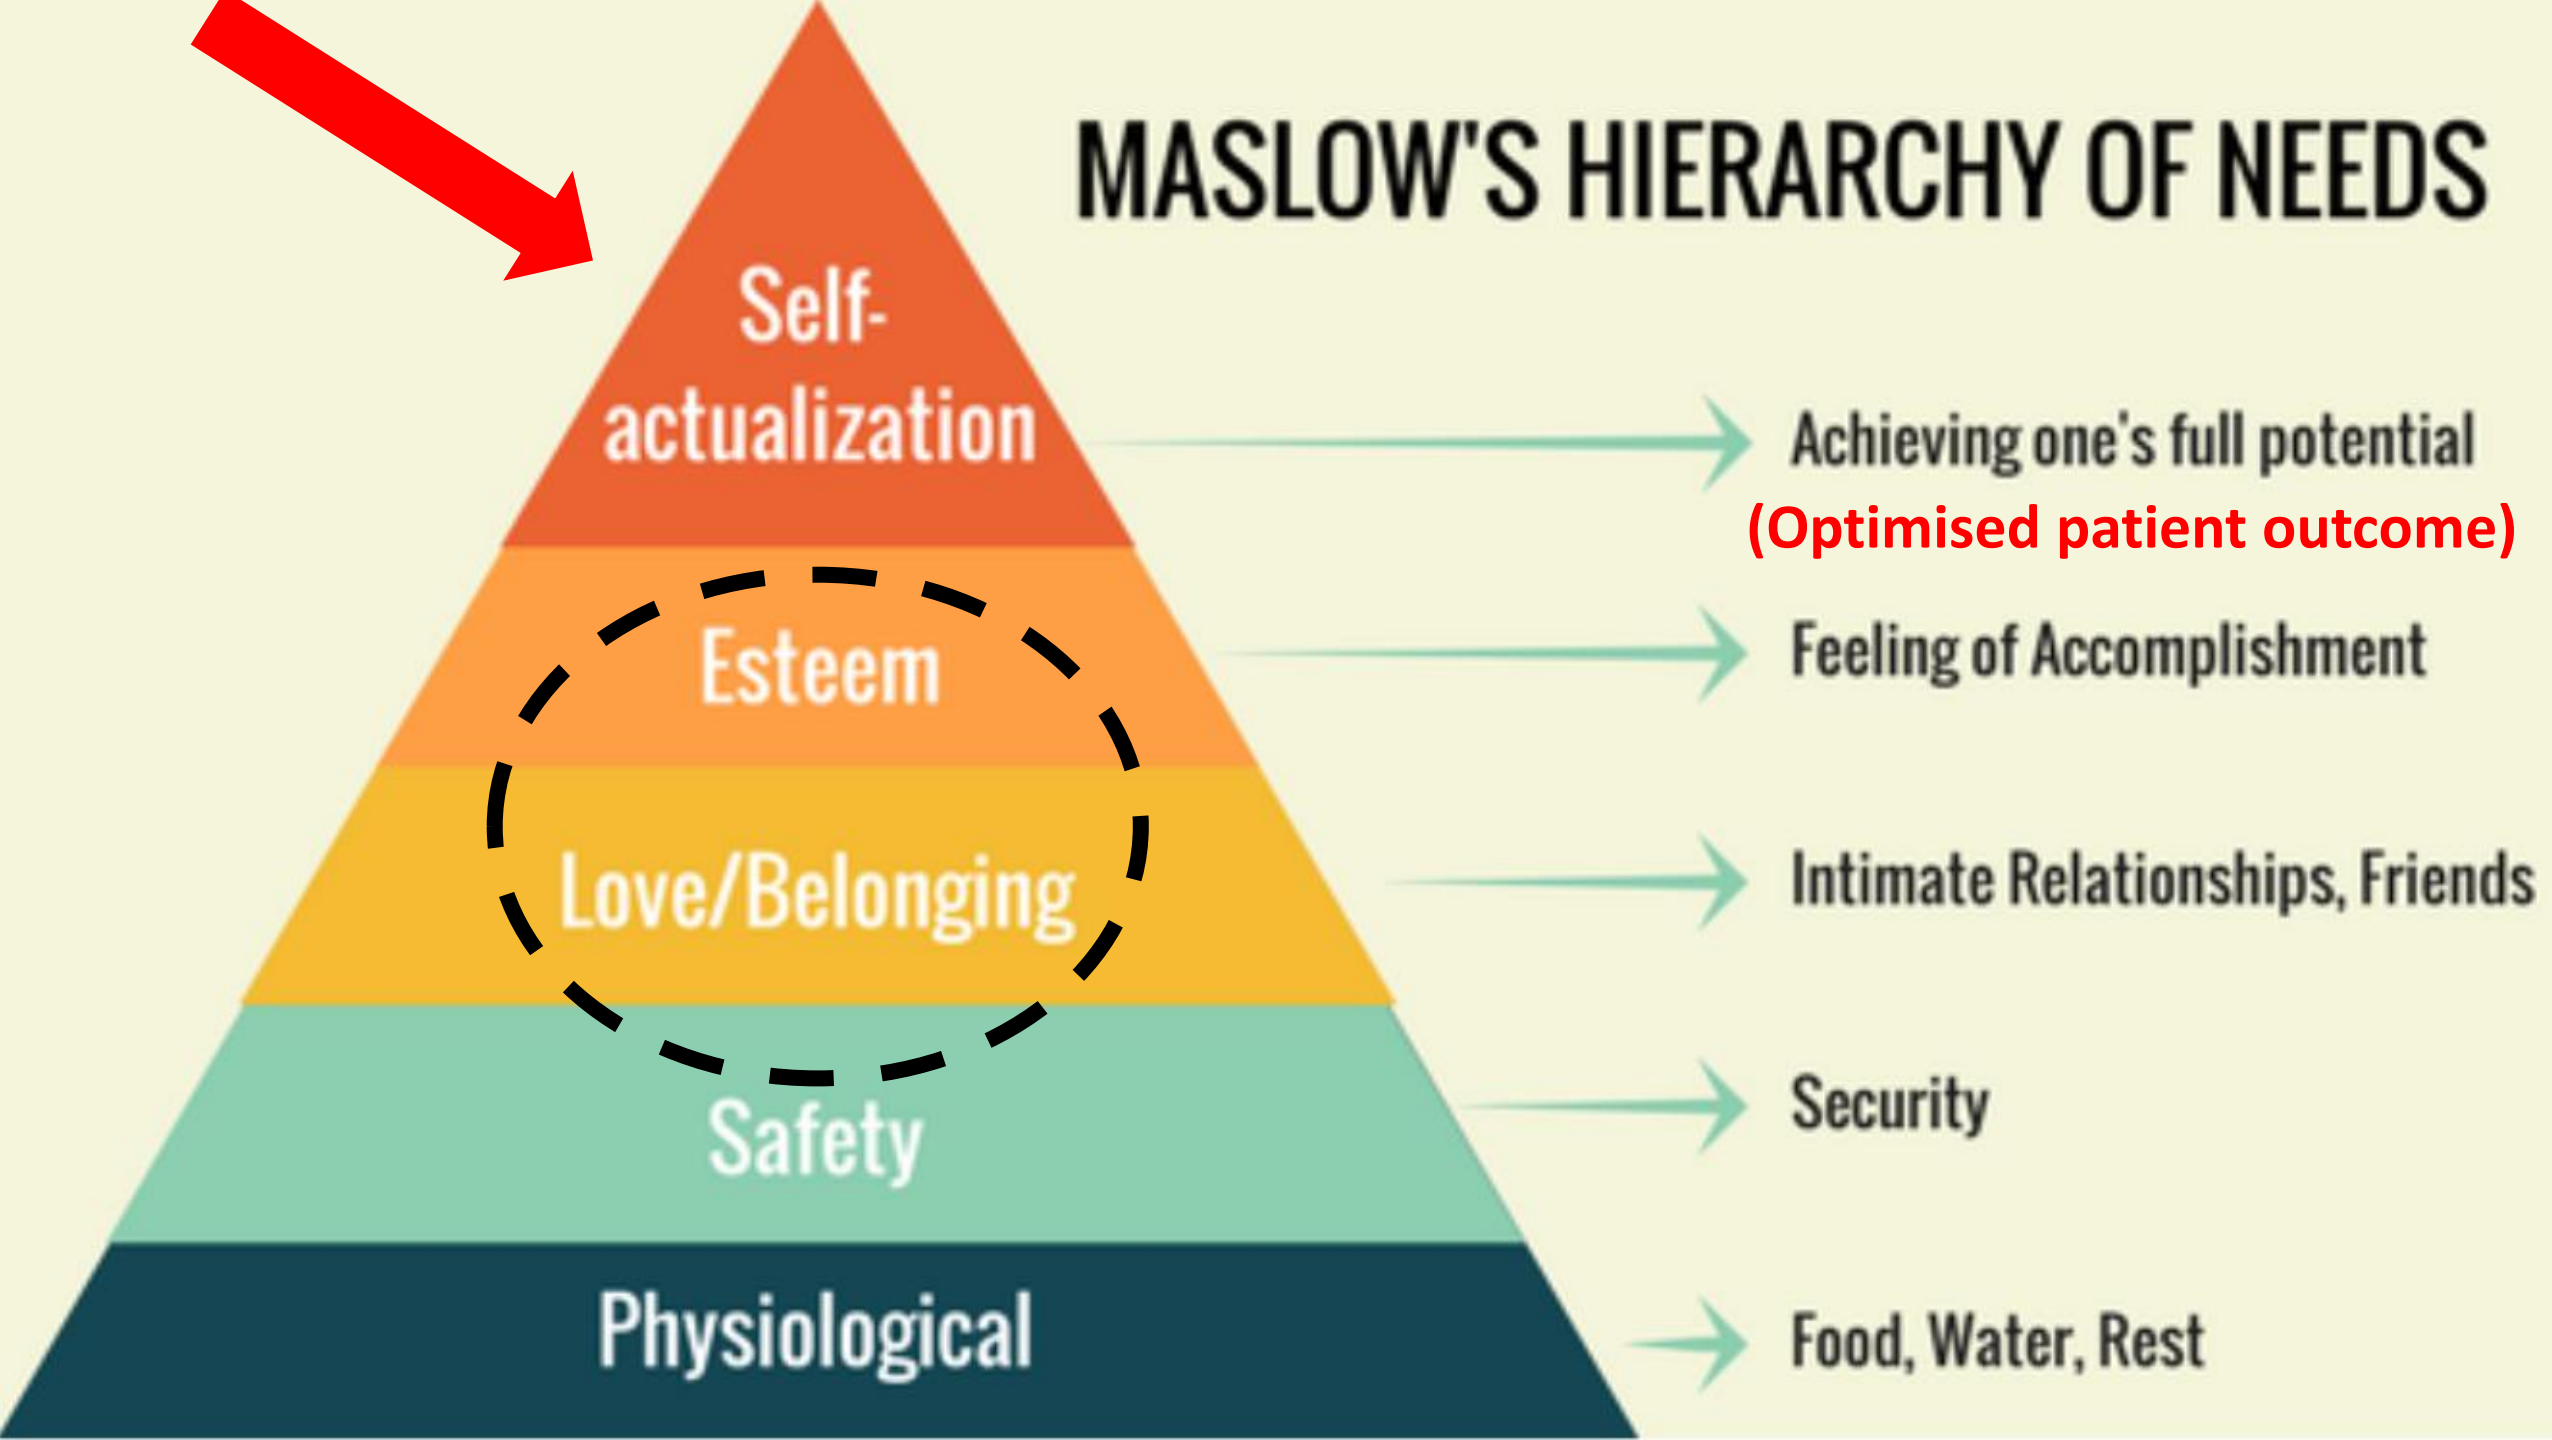 MASLOW'S HIERARCHY OF NEEDS
Self-
actualization
Achieving one's full potential
(Optimised patient outcome)
Esteem
Feeling of Accomplishment
Love/Belonging
Intimate Relationships, Friends
Safety
Security
Physiological
Food, Water, Rest